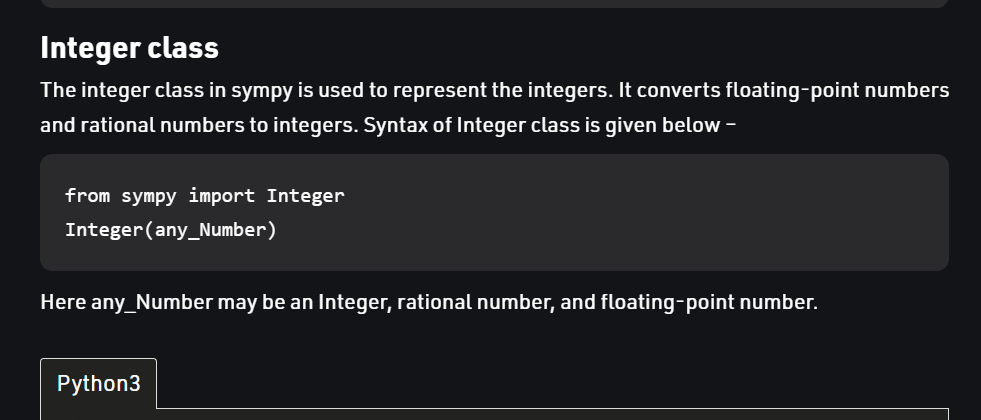 Integer class
The integer class in sympy is used to represent the integers. It converts floating-point numbers
and rational numbers to integers. Syntax of Integer class is given below –
from sympy import Integer
Integer(any_Number)
Here any_Number may be an Integer, rational number, and floating-point number.
Python3